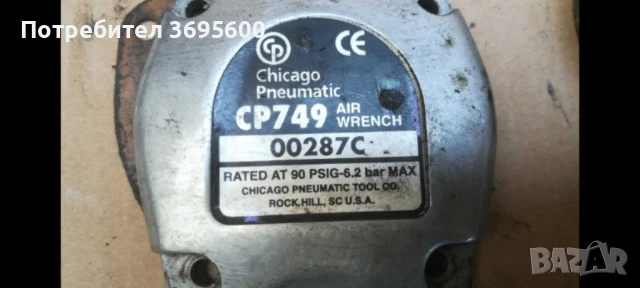 Потребител 3695600
CP
CE
Chicago
Pneumatic
CP749 AIR
WRENCH
00287C
RATED AT 90 PSIG-6.2 bar MAX
CHICAGO PNEUMATIC TOOL CO.
ROCK HILL, SC U.S.A.
BAZAR